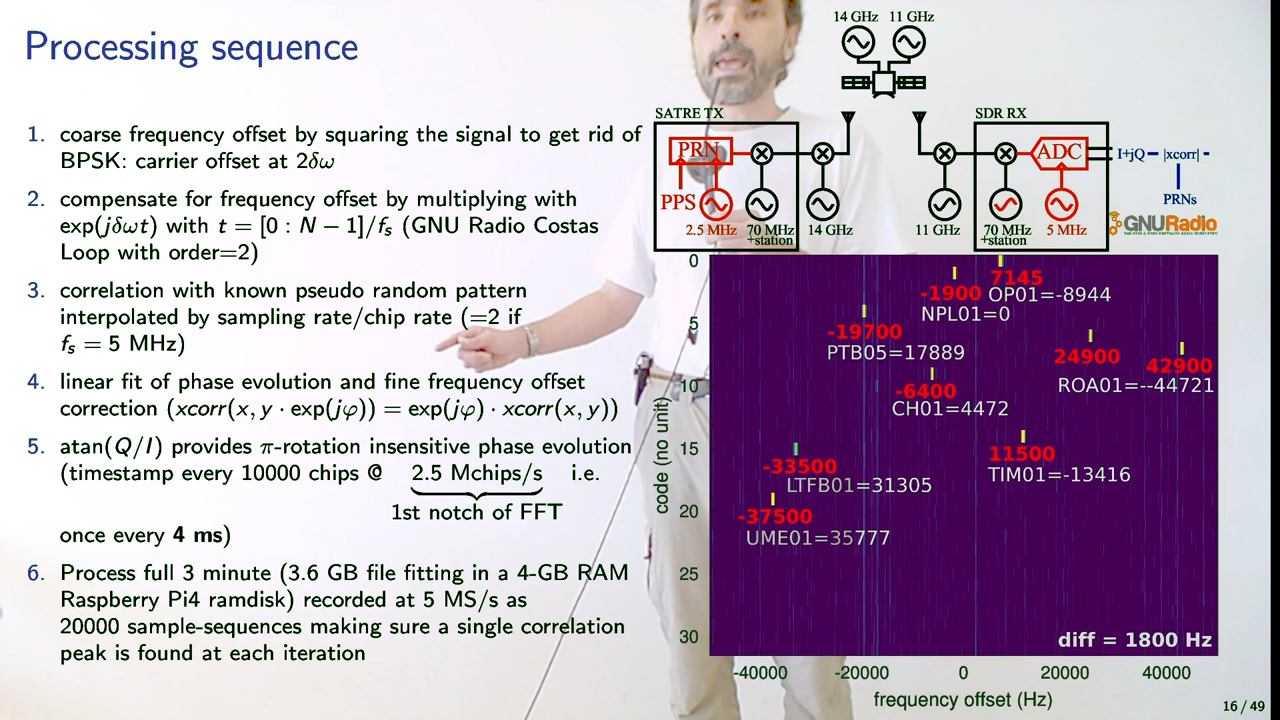 Processing sequence
1. coarse frequency offset by squaring the signal to get rid of
BPSK: carrier offset at 2δω
2. compensate for frequency offset by multiplying with
exp(jδωt) with t = [0 : N − 1]/fs (GNU Radio Costas
Loop with order=2)
3. correlation with known pseudo random pattern
interpolated by sampling rate/chip rate (=2 if
fs = 5 MHz)
4. linear fit of phase evolution and fine frequency offset
correction (xcorr(x, y · exp(jφ)) = exp(jφ) · xcorr(x, y))
5. atan(Q/I) provides π-rotation insensitive phase evolution
(timestamp every 10000 chips @ 2.5 Mchips/s i.e.
1st notch of FFT
once every 4 ms)
6. Process full 3 minute (3.6 GB file fitting in a 4-GB RAM
Raspberry Pi4 ramdisk) recorded at 5 MS/s as
20000 sample-sequences making sure a single correlation
peak is found at each iteration
14 GHz 11 GHz
SATRE TX SDR RX
PRN ADC I+jQ |xcorr|
PPS PRNs
2.5 MHz 70 MHz 14 GHz 11 GHz 70 MHz 5 MHz
+station +station
GNURadio
0
7145
-1900 OP01=-8944
NPL01=0
5
-19700
PTB05=17889
24900
42900
ROA01=--44721
10
-6400
CH01=4472
code (no unit)
15
11500
-33500
TIM01=-13416
LTFB01=31305
20
-37500
UME01=35777
25
30
diff = 1800 Hz
-40000 -20000 0 20000 40000
frequency offset (Hz)
16 / 49